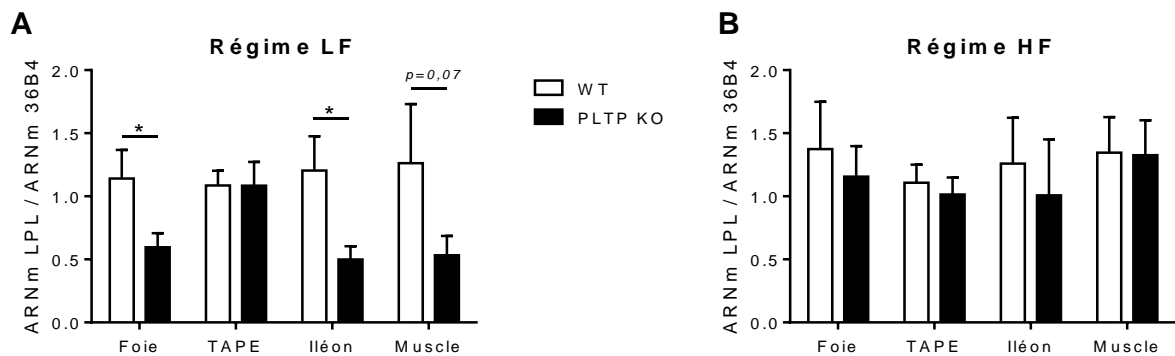 A
Régime LF
ARNm LPL / ARNm 36B4
2.0
1.5
1.0
0.5
0.0
*
*
p=0,07
Foie TAPE Iléon Muscle
WT
PLTP KO
B
Régime HF
ARNm LPL / ARNm 36B4
2.0
1.5
1.0
0.5
0.0
Foie TAPE Iléon Muscle